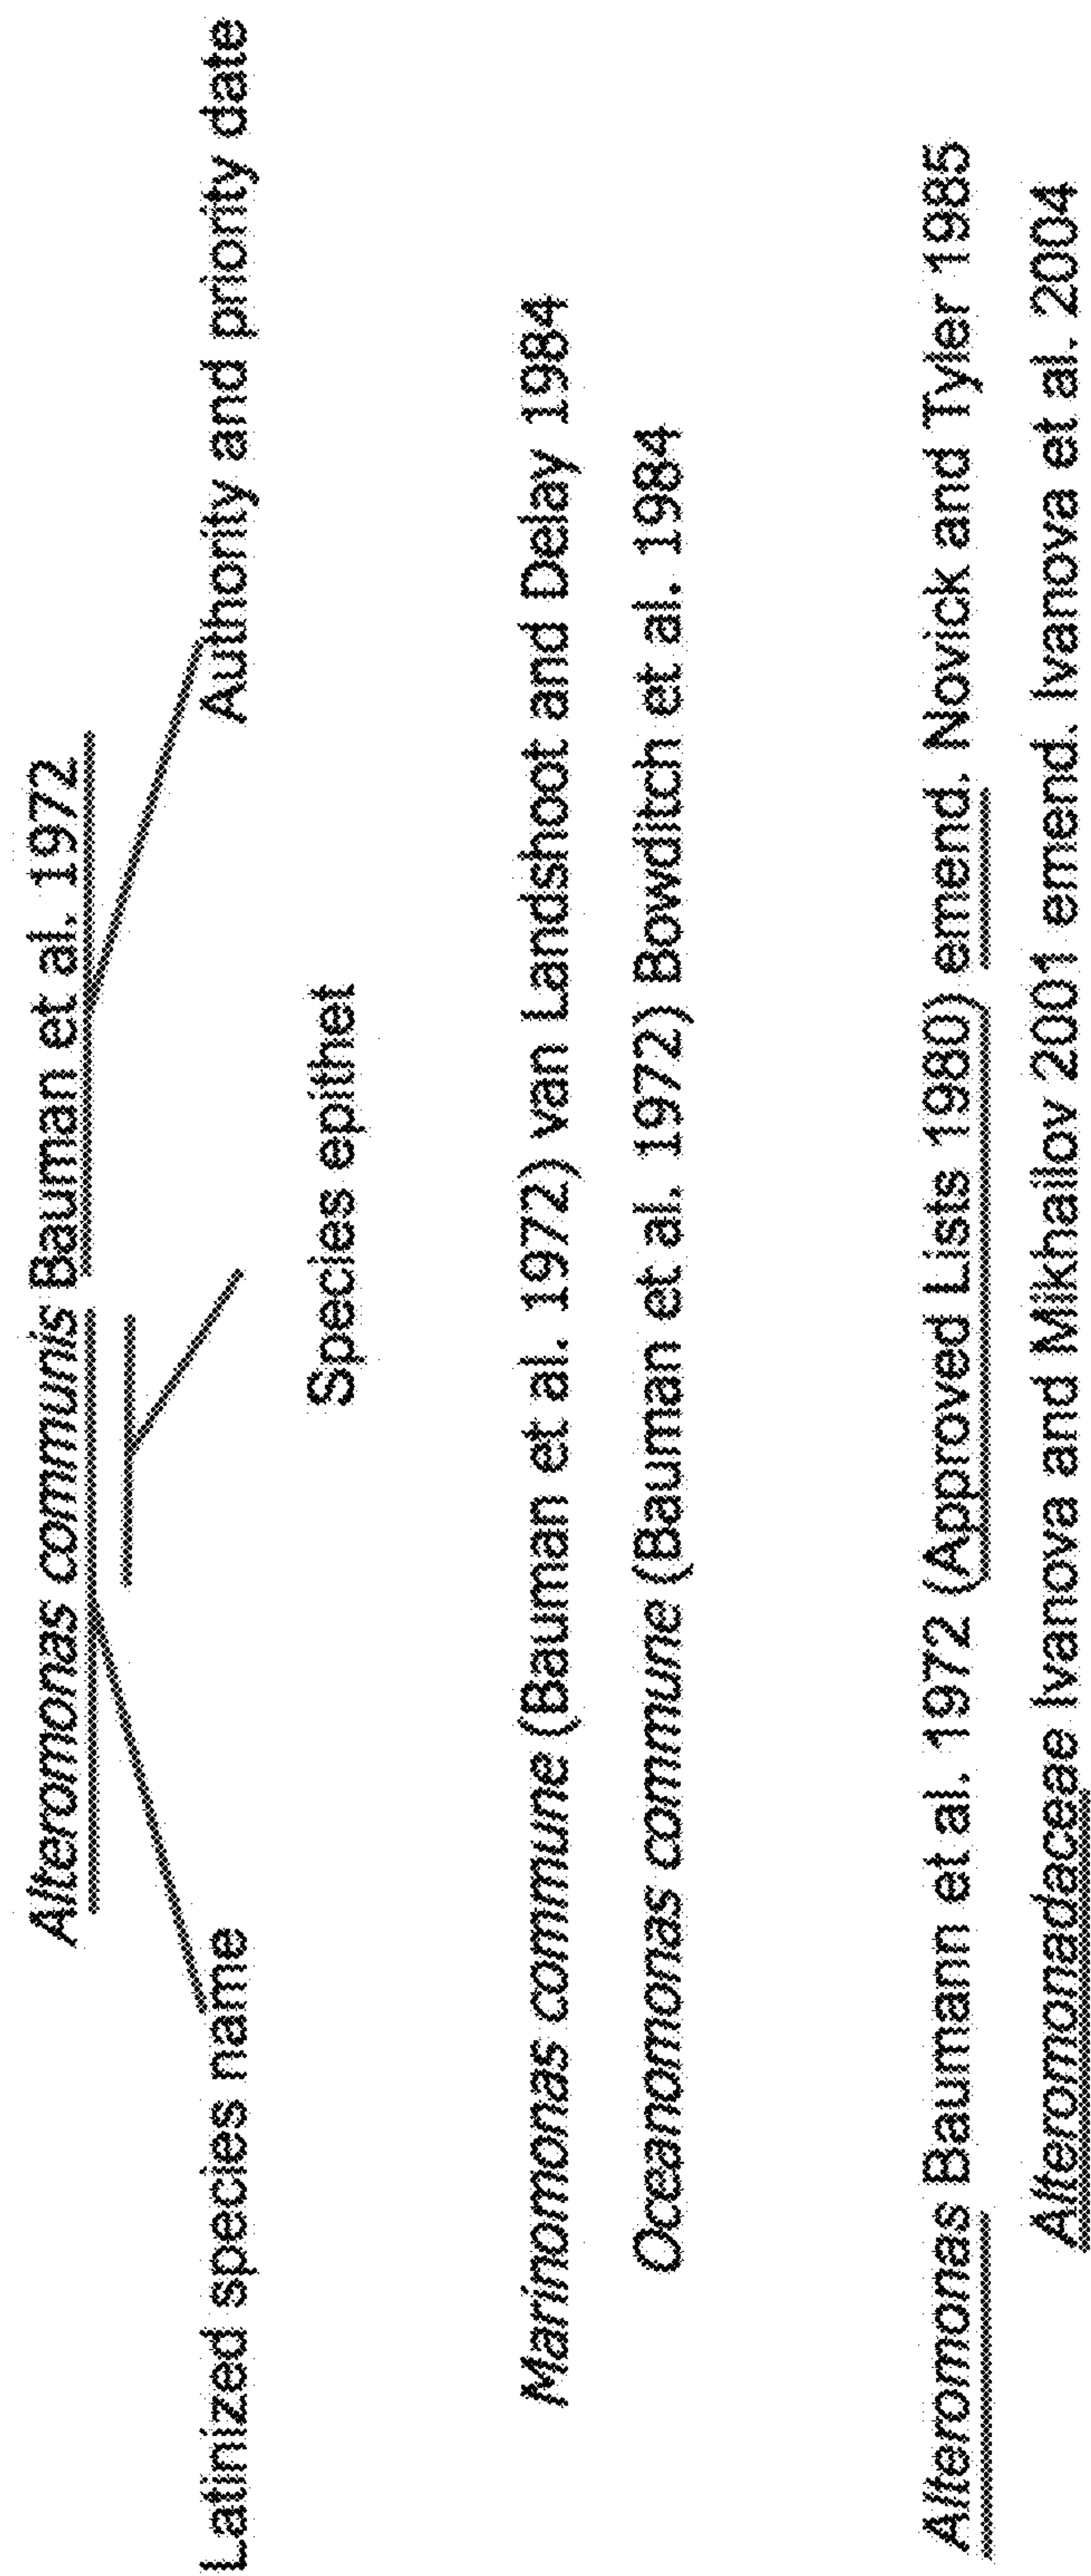 Alteromonas communis Bauman et al. 1972
Latinized species name
Authority and priority date
Species epithet
Marinomonas commune (Bauman et al. 1972) van Landshoot and Delay 1984
Oceanomonas commune (Bauman et al. 1972) Bowditch et al. 1984
Alteromonas Baumann et al. 1972 (Approved Lists 1980) emend. Novick and Tyler 1985
Alteromonadaceae Ivanova and Mikhailov 2001 emend. Ivanova et al. 2004